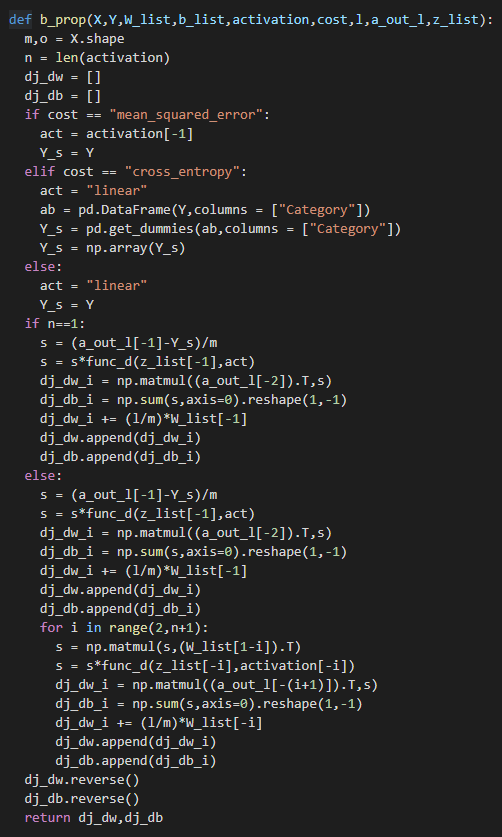 def b_prop(X,Y,W_list,b_list,activation,cost,l,a_out_l,z_list):
  m,o = X.shape
  n = len(activation)
  dj_dw = []
  dj_db = []
  if cost == "mean_squared_error":
    act = activation[-1]
    Y_s = Y
  elif cost == "cross_entropy":
    act = "linear"
    ab = pd.DataFrame(Y,columns = ["Category"])
    Y_s = pd.get_dummies(ab,columns = ["Category"])
    Y_s = np.array(Y_s)
  else:
    act = "linear"
    Y_s = Y
  if n==1:
    s = (a_out_l[-1]-Y_s)/m
    s = s*func_d(z_list[-1],act)
    dj_dw_i = np.matmul((a_out_l[-2]).T,s)
    dj_db_i = np.sum(s,axis=0).reshape(1,-1)
    dj_dw_i += (l/m)*W_list[-1]
    dj_dw.append(dj_dw_i)
    dj_db.append(dj_db_i)
  else:
    s = (a_out_l[-1]-Y_s)/m
    s = s*func_d(z_list[-1],act)
    dj_dw_i = np.matmul((a_out_l[-2]).T,s)
    dj_db_i = np.sum(s,axis=0).reshape(1,-1)
    dj_dw_i += (l/m)*W_list[-1]
    dj_dw.append(dj_dw_i)
    dj_db.append(dj_db_i)
    for i in range(2,n+1):
      s = np.matmul(s,(W_list[1-i]).T)
      s = s*func_d(z_list[-i],activation[-i])
      dj_dw_i = np.matmul((a_out_l[-(i+1)]).T,s)
      dj_db_i = np.sum(s,axis=0).reshape(1,-1)
      dj_dw_i += (l/m)*W_list[-i]
      dj_dw.append(dj_dw_i)
      dj_db.append(dj_db_i)
  dj_dw.reverse()
  dj_db.reverse()
  return dj_dw,dj_db